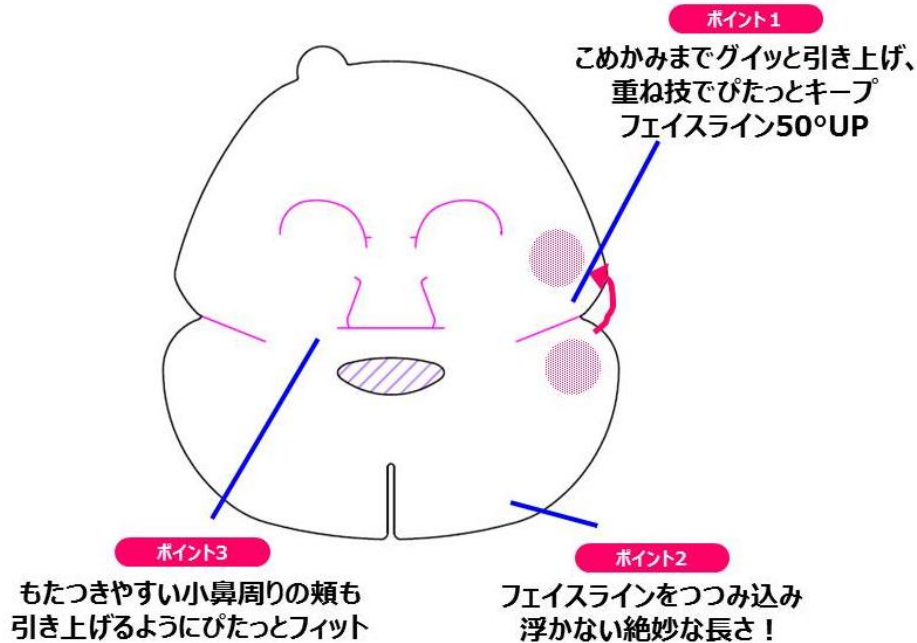 ポイント1
こめかみまでグイッと引き上げ、
重ね技でぴたっとキープ
フェイスライン50°UP
ポイント3
もたつきやすい小鼻周りの頬も
引き上げるようにぴたっとフィット
ポイント2
フェイスラインをつつみ込み
浮かない絶妙な長さ！